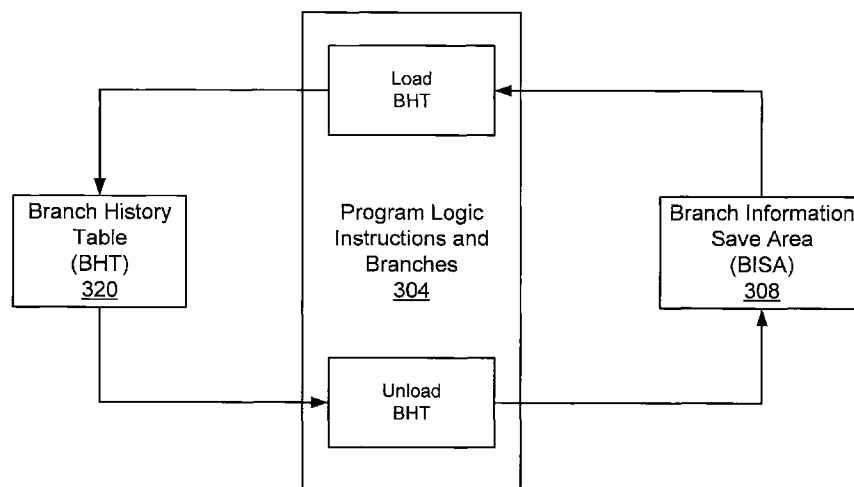 Load
BHT
Branch History
Table
(BHT)
320
Program Logic
Instructions and
Branches
304
Branch Information
Save Area
(BISA)
308
Unload
BHT